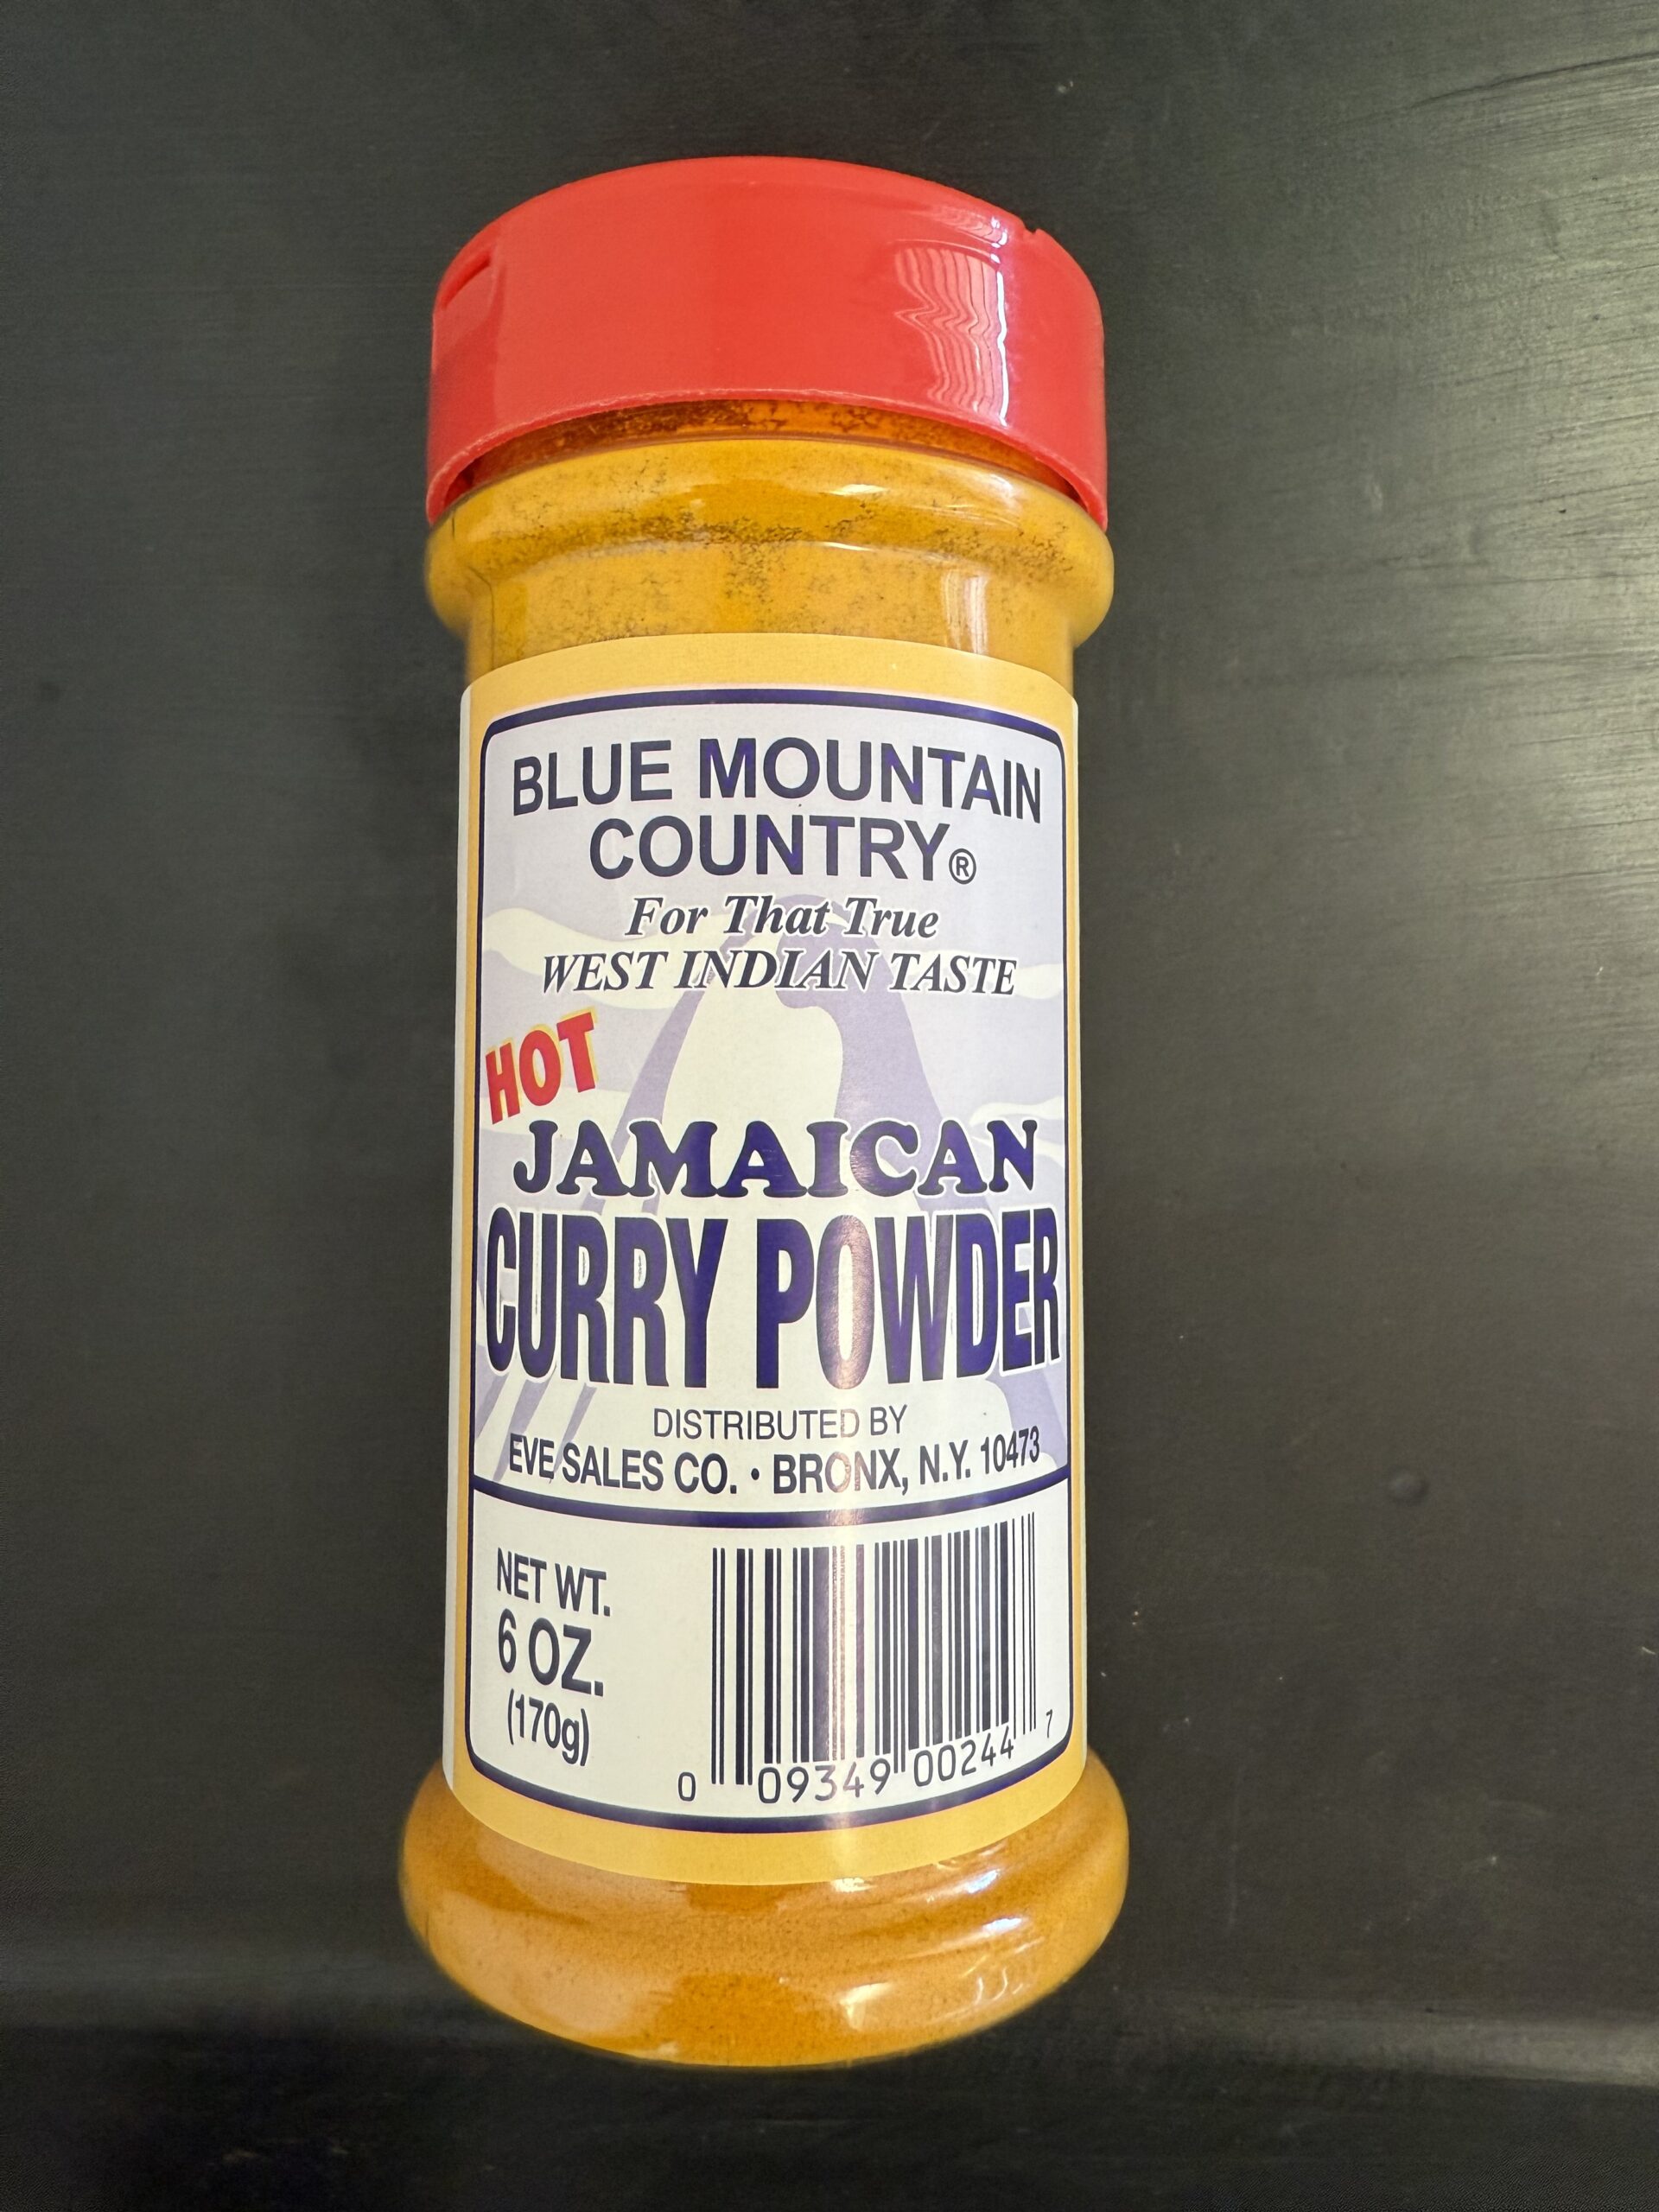 BLUE MOUNTAIN
COUNTRY®
For That True
WEST INDIAN TASTE
HOT
JAMAICAN
CURRY POWDER
DISTRIBUTED BY
EVE SALES CO. • BRONX, N.Y. 10473
NET WT.
6 OZ.
(170g)
0 09349 00244 7